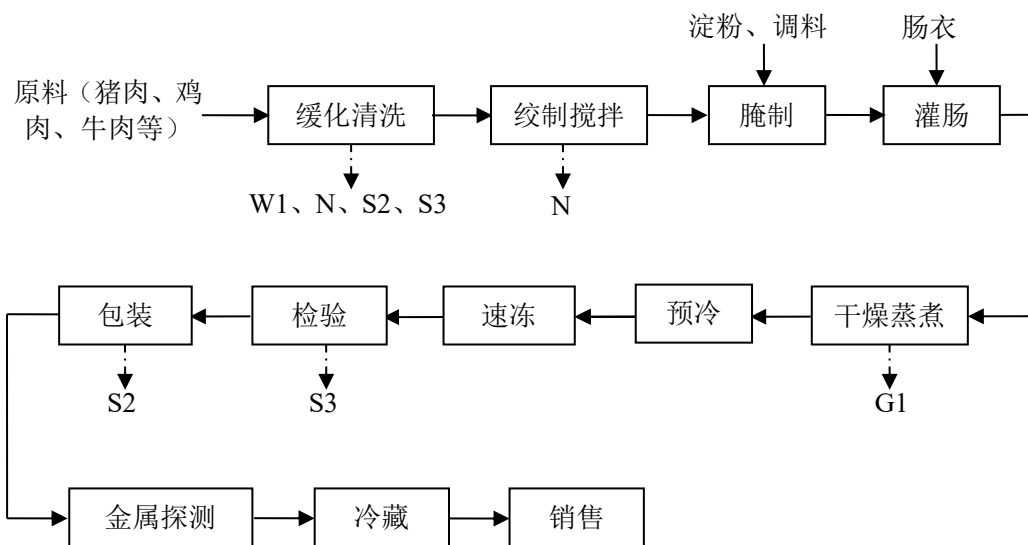 淀粉、调料
肠衣
原料（猪肉、鸡
肉、牛肉等）
缓化清洗
绞制搅拌
腌制
灌肠
W1、N、S2、S3
N
包装
检验
速冻
预冷
干燥蒸煮
S2
S3
G1
金属探测
冷藏
销售